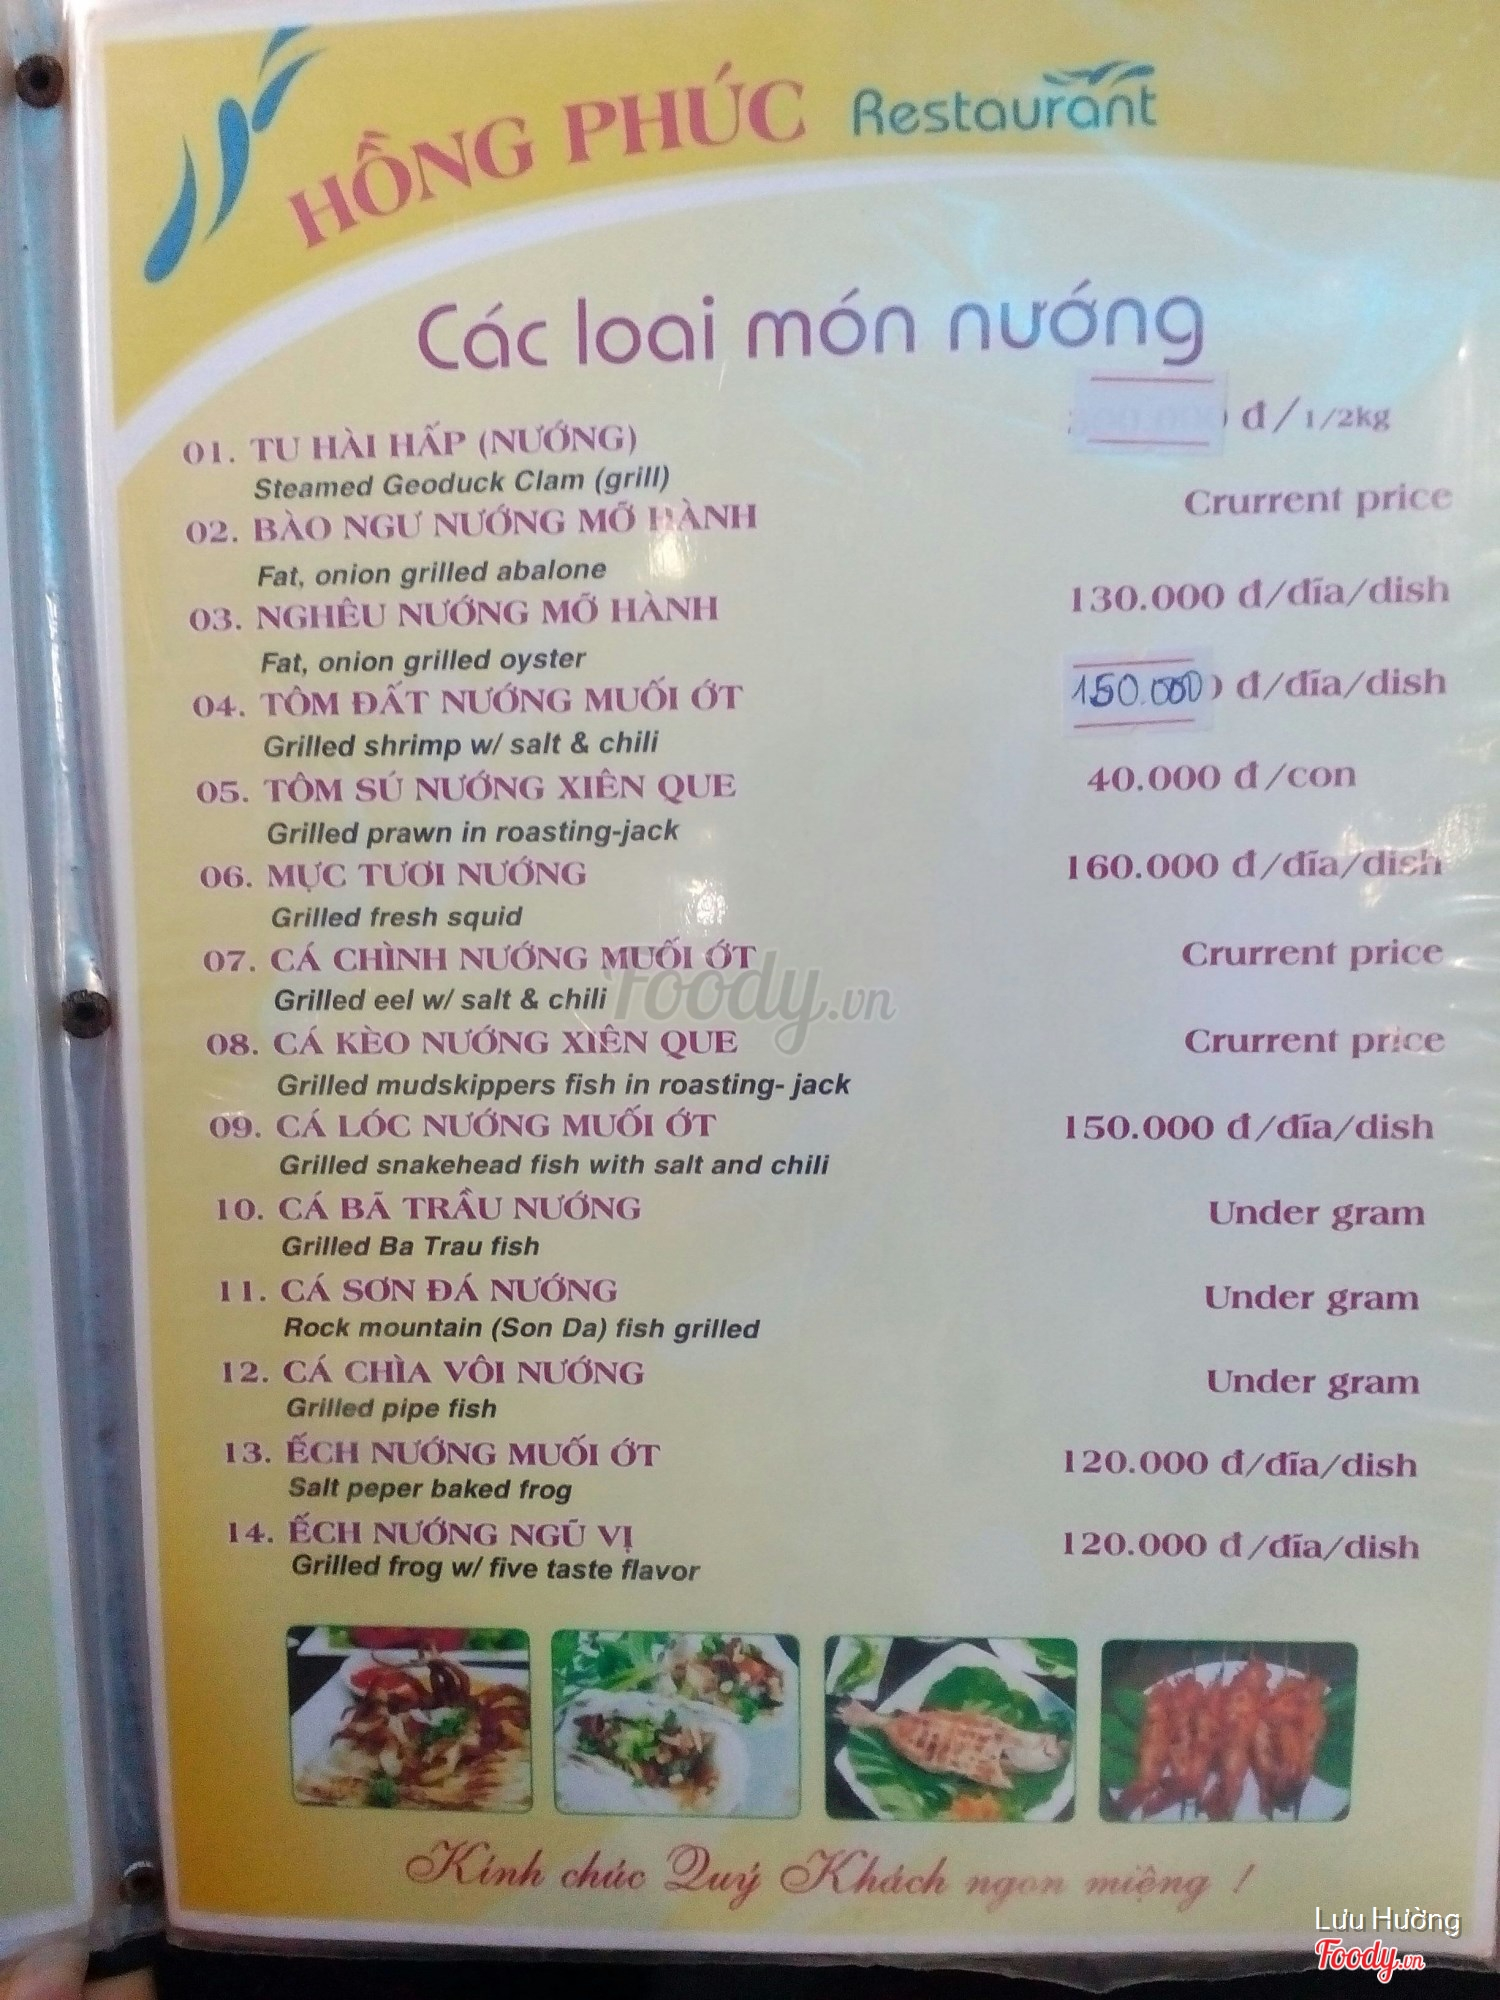 HỒNG PHÚC Restaurant
Các loai món nướng
01. TU HÀI HẤP (NƯỚNG) đ/1/2kg
Steamed Geoduck Clam (grill)
02. BÀO NGƯ NƯỚNG MỠ HÀNH Crurrent price
Fat, onion grilled abalone
03. NGHÊU NƯỚNG MỠ HÀNH 130.000 đ/đĩa/dish
Fat, onion grilled oyster
04. TÔM ĐẤT NƯỚNG MUỐI ỚT 150.000 đ/đĩa/dish
Grilled shrimp w/ salt & chili
05. TÔM SÚ NƯỚNG XIÊN QUE 40.000 đ/con
Grilled prawn in roasting-jack
06. MỰC TƯƠI NƯỚNG 160.000 đ/đĩa/dish
Grilled fresh squid
07. CÁ CHÌNH NƯỚNG MUỐI ỚT Crurrent price
Grilled eel w/ salt & chili
Foody.vn
08. CÁ KÈO NƯỚNG XIÊN QUE Crurrent price
Grilled mudskippers fish in roasting- jack
09. CÁ LÓC NƯỚNG MUỐI ỚT 150.000 đ/đĩa/dish
Grilled snakehead fish with salt and chili
10. CÁ BÃ TRẦU NƯỚNG Under gram
Grilled Ba Trau fish
11. CÁ SƠN ĐÁ NƯỚNG Under gram
Rock mountain (Son Da) fish grilled
12. CÁ CHÌA VÔI NƯỚNG Under gram
Grilled pipe fish
13. ẾCH NƯỚNG MUỐI ỚT 120.000 đ/đĩa/dish
Salt peper baked frog
14. ẾCH NƯỚNG NGŨ VỊ 120.000 đ/đĩa/dish
Grilled frog w/ five taste flavor
Kính chúc Quý Khách ngon miệng !
Lưu Hường
Foody.vn